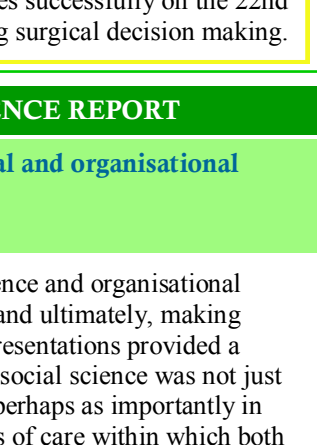 es successfully on the 22nd
g surgical decision making.
ENCE REPORT
al and organisational
ence and organisational
and ultimately, making
resentations provided a
social science was not just
perhaps as importantly in
s of care within which both